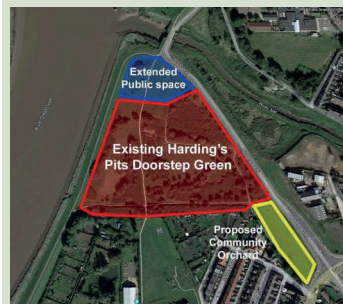 Extended
Public space
Existing Harding's
Pits Doorstep Green
Proposed
Community
Orchard